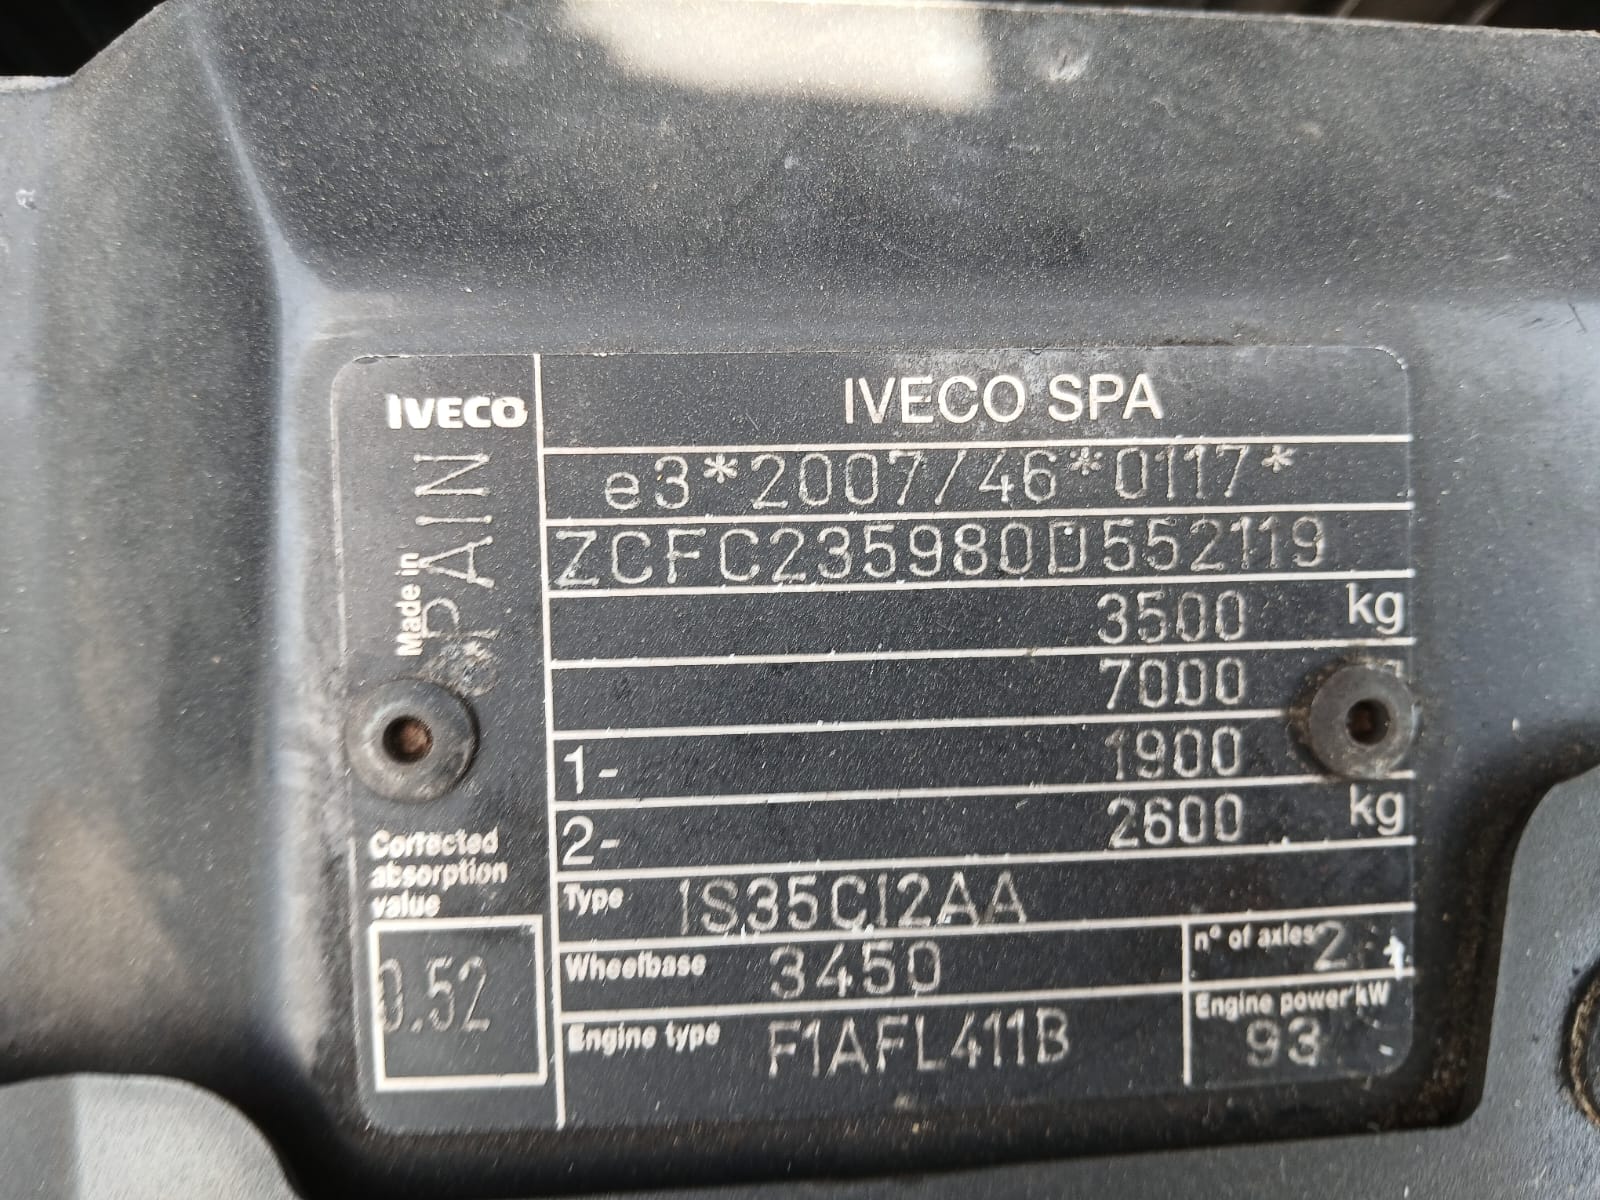 IVECO
IVECO SPA
Made in SPAIN
e3*2007/46*0117*
ZCFC235980D552119
3500 kg
7000
1- 1900
2- 2600 kg
Corrected
absorption
value
0.52
Type IS35CI2AA
Wheelbase 3450
n° of axles 2
Engine type F1AFL411B
Engine power kW
93